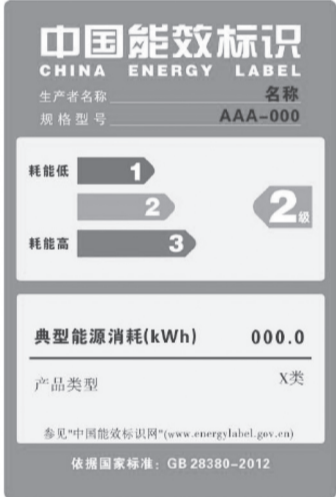 中国能效标识
CHINA ENERGY LABEL
生产者名称 名称
规格型号 AAA-000
耗能低
1
2
2级
耗能高
3
典型能源消耗(kWh) 000.0
产品类型 X类
参见"中国能效标识网"(www.energylabel.gov.cn)
依据国家标准: GB 28380-2012